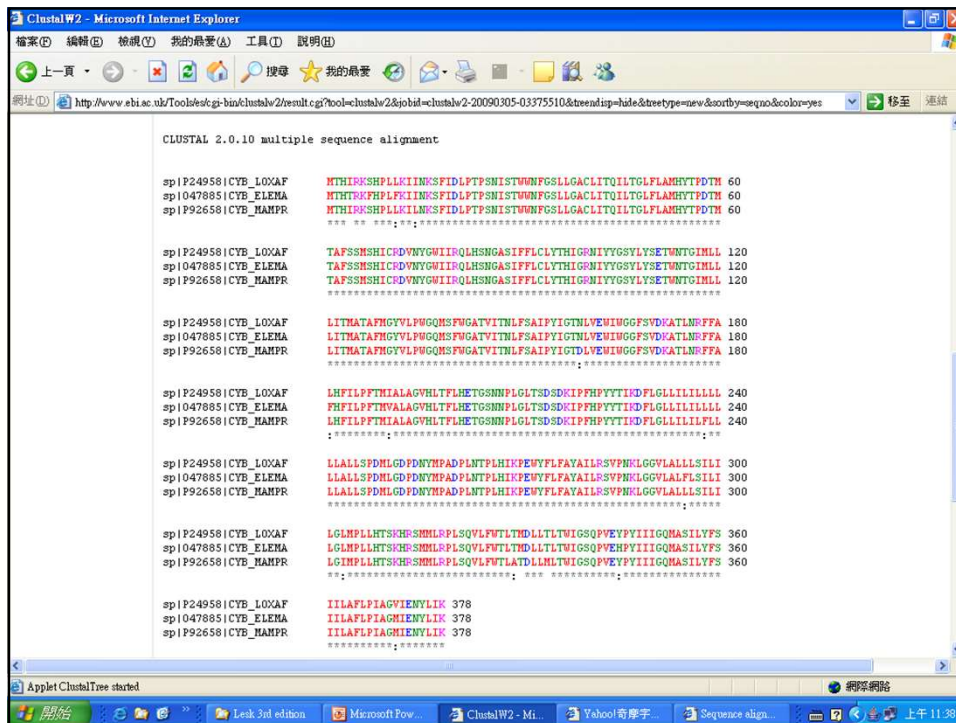 ClustalW2 - Microsoft Internet Explorer
檔案(F) 編輯(E) 檢視(V) 我的最愛(A) 工具(T) 說明(H)
上一頁 搜尋 我的最愛
網址(D) http://www.ebi.ac.uk/Tools/es/cgi-bin/clustalw2/result.cgi?tool=clustalw2&jobid=clustalw2-20090305-03375510&treendisp=hide&treetype=new&sortby=seqno&color=yes 移至 連結
CLUSTAL 2.0.10 multiple sequence alignment
sp|P24958|CYB_LOXAF MTHIRKSHPLLKIINKSFIDLPTPSNISTWWNFGSLLGACLITQILTGLFLAMHYTPDTM 60
sp|O47885|CYB_ELEMA MTHTRKFHPLFKIINKSFIDLPTPSNISTWWNFGSLLGACLITQILTGLFLAMHYTPDTM 60
sp|P92658|CYB_MAMPR MTHIRKSHPLLKILNKSFIDLPTPSNISTWWNFGSLLGACLITQILTGLFLAMHYTPDTM 60
*** ** ***:**:**********************************************
sp|P24958|CYB_LOXAF TAFSSMSHICRDVNYGWIIRQLHSNGASIFFLCLYTHIGRNIYYGSYLYSETWNTGIMLL 120
sp|O47885|CYB_ELEMA TAFSSMSHICRDVNYGWIIRQLHSNGASIFFLCLYTHIGRNIYYGSYLYSETWNTGIMLL 120
sp|P92658|CYB_MAMPR TAFSSMSHICRDVNYGWIIRQLHSNGASIFFLCLYTHIGRNIYYGSYLYSETWNTGIMLL 120
************************************************************
sp|P24958|CYB_LOXAF LITMATAFMGYVLPWGQMSFWGATVITNLFSAIPYIGTNLVEWIWGGFSVDKATLNRFFA 180
sp|O47885|CYB_ELEMA LITMATAFMGYVLPWGQMSFWGATVITNLFSAIPYIGTNLVEWIWGGFSVDKATLNRFFA 180
sp|P92658|CYB_MAMPR LITMATAFMGYVLPWGQMSFWGATVITNLFSAIPYIGTDLVEWIWGGFSVDKATLNRFFA 180
**************************************:*********************
sp|P24958|CYB_LOXAF LHFILPFTMIALAGVHLTFLHETGSNNPLGLTSDSDKIPFHPYYTIKDFLGLLILILLLL 240
sp|O47885|CYB_ELEMA FHFILPFTMVALAGVHLTFLHETGSNNPLGLTSDSDKIPFHPYYTIKDFLGLLILILLLL 240
sp|P92658|CYB_MAMPR LHFILPFTMIALAGVHLTFLHETGSNNPLGLTSDSDKIPFHPYYTIKDFLGLLILILFLL 240
:********:***********************************************:**
sp|P24958|CYB_LOXAF LLALLSPDMLGDPDNYMPADPLNTPLHIKPEWYFLFAYAILRSVPNKLGGVLALLLSILI 300
sp|O47885|CYB_ELEMA LLALLSPDMLGDPDNYMPADPLNTPLHIKPEWYFLFAYAILRSVPNKLGGVLALFLSILI 300
sp|P92658|CYB_MAMPR LLALLSPDMLGDPDNYMPADPLNTPLHIKPEWYFLFAYAILRSVPNKLGGVLALLLSILI 300
******************************************************:*****
sp|P24958|CYB_LOXAF LGLMPLLHTSKHRSMMLRPLSQVLFWTLTMDLLTLTWIGSQPVEYPYIIIGQMASILYFS 360
sp|O47885|CYB_ELEMA LGLMPLLHTSKHRSMMLRPLSQVLFWTLTMDLLTLTWIGSQPVEHPYIIIGQMASILYFS 360
sp|P92658|CYB_MAMPR LGIMPLLHTSKHRSMMLRPLSQVLFWTLATDLLMLTWIGSQPVEYPYIIIGQMASILYFS 360
**:*************************: *** **********:***************
sp|P24958|CYB_LOXAF IILAFLPIAGVIENYLIK 378
sp|O47885|CYB_ELEMA IILAFLPIAGMIENYLIK 378
sp|P92658|CYB_MAMPR IILAFLPIAGMIENYLIK 378
**********:*******
Applet ClustalTree started 網際網路
開始 Lesk 3rd edition Microsoft Pow... ClustalW2 - Mi... Yahoo!奇摩字... Sequence align... 上午 11:38